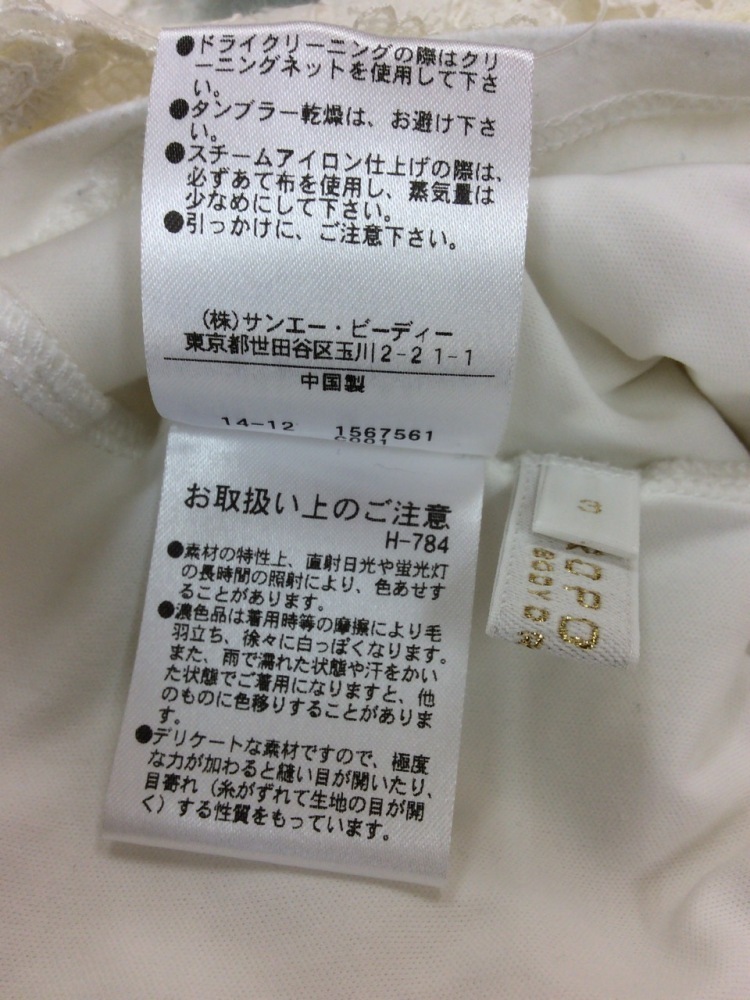 ●ドライクリーニングの際はクリ
ーニングネットを使用して下さ
い。
●タンブラー乾燥は、お避け下さ
い。
●スチームアイロン仕上げの際は、
必ずあて布を使用し、蒸気量は
少なめにして下さい。
●引っかけに、ご注意下さい。
(株)サンエー・ビーディー
東京都世田谷区玉川2-21-1
中国製
14-12 1567561
お取扱い上のご注意
H-784
●素材の特性上、直射日光や蛍光灯
の長時間の照射により、色あせす
ることがあります。
●濃色品は着用時等の摩擦により毛
羽立ち、徐々に白っぽくなります。
また、雨で濡れた状態や汗をかい
た状態でご着用になりますと、他
のものに色移りすることがありま
す。
●デリケートな素材ですので、極度
な力が加わると縫い目が開いたり、
目寄れ（糸がずれて生地の目が開
く）する性質をもっています。
3
BODY D